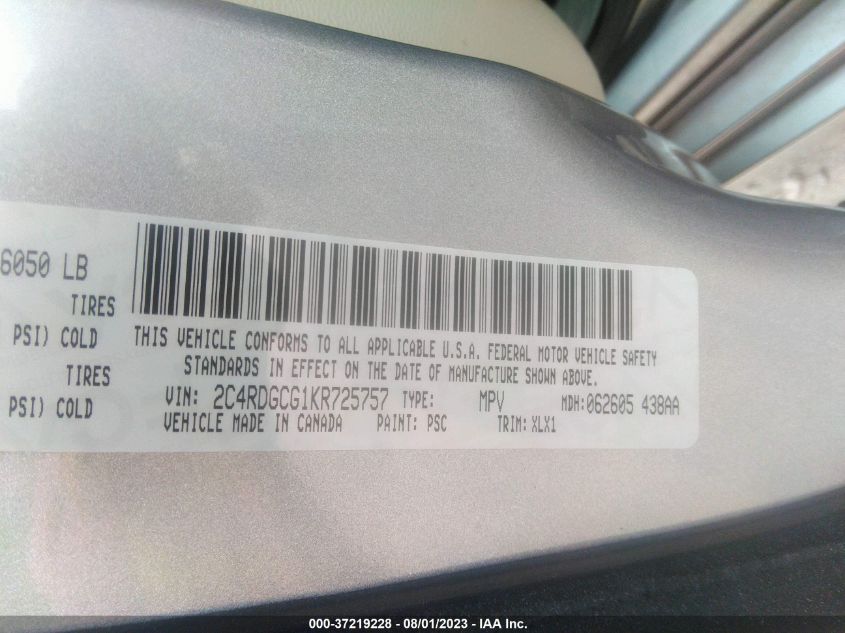 6050 LB
TIRES
PSI) COLD
TIRES
PSI) COLD
THIS VEHICLE CONFORMS TO ALL APPLICABLE U.S.A. FEDERAL MOTOR VEHICLE SAFETY
STANDARDS IN EFFECT ON THE DATE OF MANUFACTURE SHOWN ABOVE.
VIN: 2C4RDGCG1KR725757 TYPE: MPV MDH: 062605 438AA
VEHICLE MADE IN CANADA PAINT: PSC TRIM: XLX1
000-37219228 - 08/01/2023 - IAA Inc.